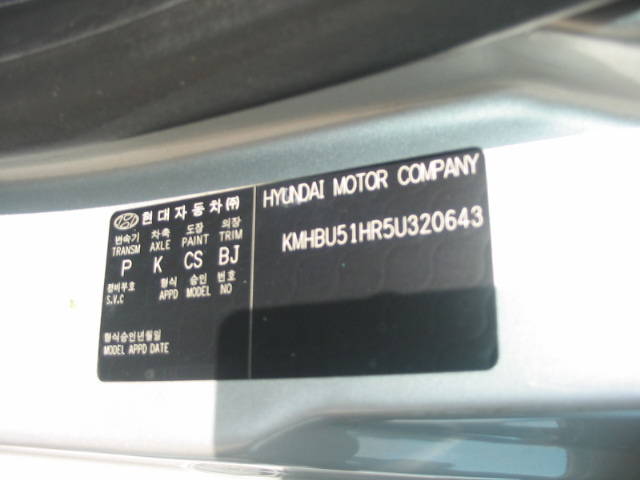 현대자동차㈜
변속기 차축 도장 의장
TRANSM AXLE PAINT TRIM
P K CS BJ
정비부호 형식 승인 번호
S.V.C APPD MODEL NO
형식승인년월일
MODEL APPD DATE
HYUNDAI MOTOR COMPANY
KMHBU51HR5U320643